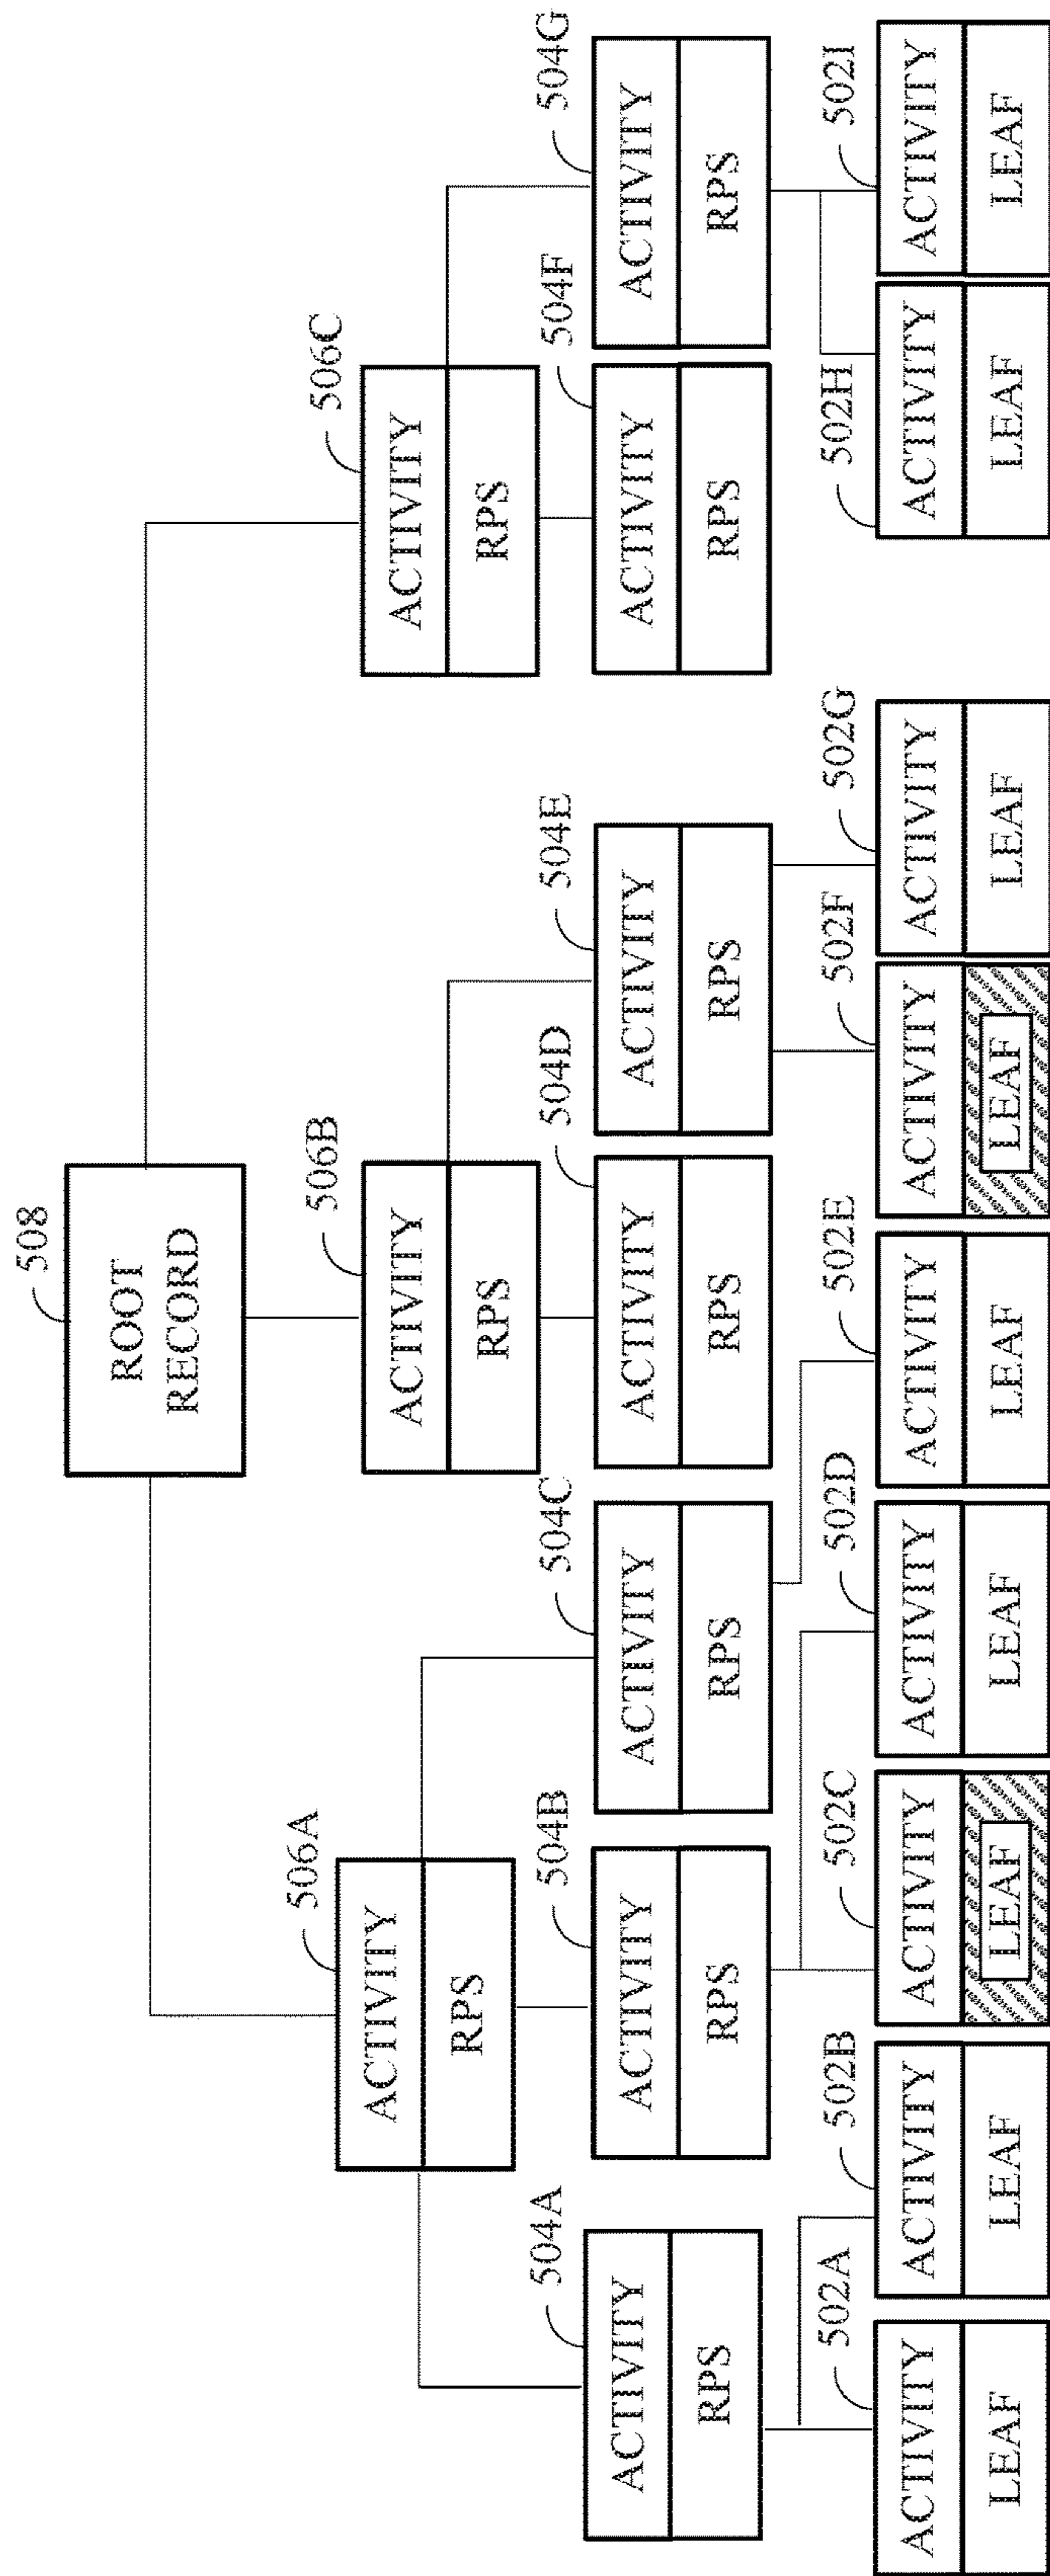 508
ROOT
RECORD
506A
ACTIVITY
RPS
506B
ACTIVITY
RPS
506C
ACTIVITY
RPS
504A
ACTIVITY
RPS
504B
ACTIVITY
RPS
504C
ACTIVITY
RPS
504D
ACTIVITY
RPS
504E
ACTIVITY
RPS
504F
ACTIVITY
RPS
504G
ACTIVITY
RPS
502A
ACTIVITY
LEAF
502B
ACTIVITY
LEAF
502C
ACTIVITY
LEAF
502D
ACTIVITY
LEAF
502E
ACTIVITY
LEAF
502F
ACTIVITY
LEAF
502G
ACTIVITY
LEAF
502H
ACTIVITY
LEAF
502I
ACTIVITY
LEAF